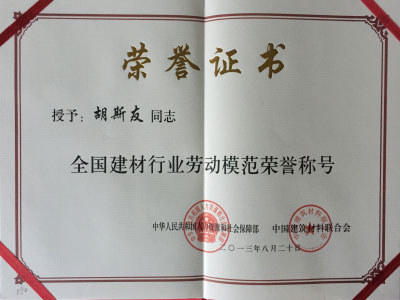 荣誉证书
授予：胡斯友 同志
全国建材行业劳动模范荣誉称号
中华人民共和国人力资源和社会保障部 中国建筑材料联合会
二〇一三年八月二十日